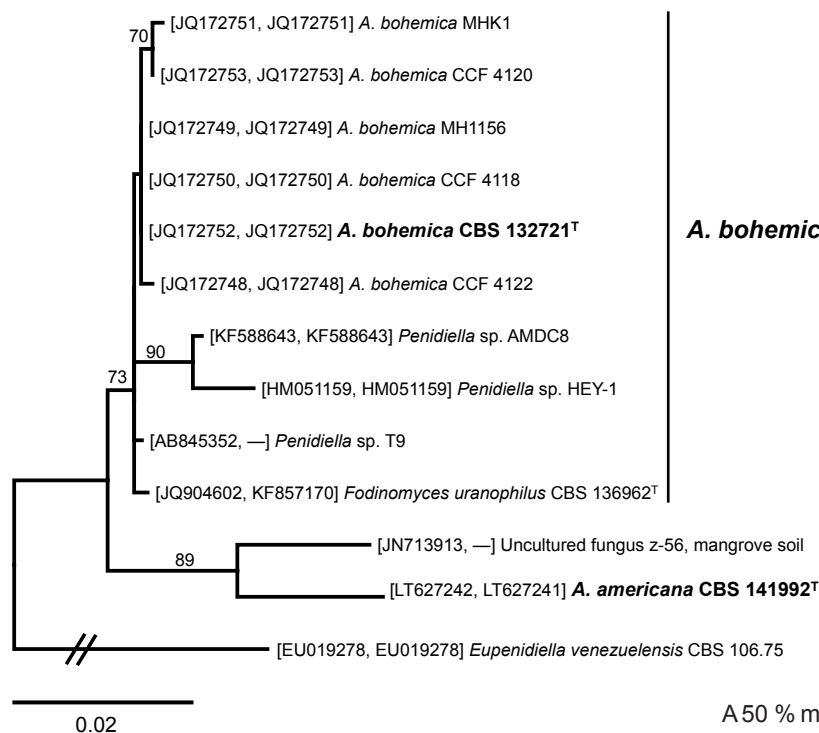 70
[JQ172751, JQ172751] A. bohemica MHK1
[JQ172753, JQ172753] A. bohemica CCF 4120
[JQ172749, JQ172749] A. bohemica MH1156
[JQ172750, JQ172750] A. bohemica CCF 4118
[JQ172752, JQ172752] A. bohemica CBS 132721ᵀ
A. bohemic
[JQ172748, JQ172748] A. bohemica CCF 4122
[KF588643, KF588643] Penidiella sp. AMDC8
90
[HM051159, HM051159] Penidiella sp. HEY-1
73
[AB845352, —] Penidiella sp. T9
[JQ904602, KF857170] Fodinomyces uranophilus CBS 136962ᵀ
[JN713913, —] Uncultured fungus z-56, mangrove soil
89
[LT627242, LT627241] A. americana CBS 141992ᵀ
[EU019278, EU019278] Eupenidiella venezuelensis CBS 106.75
0.02
A 50 % m